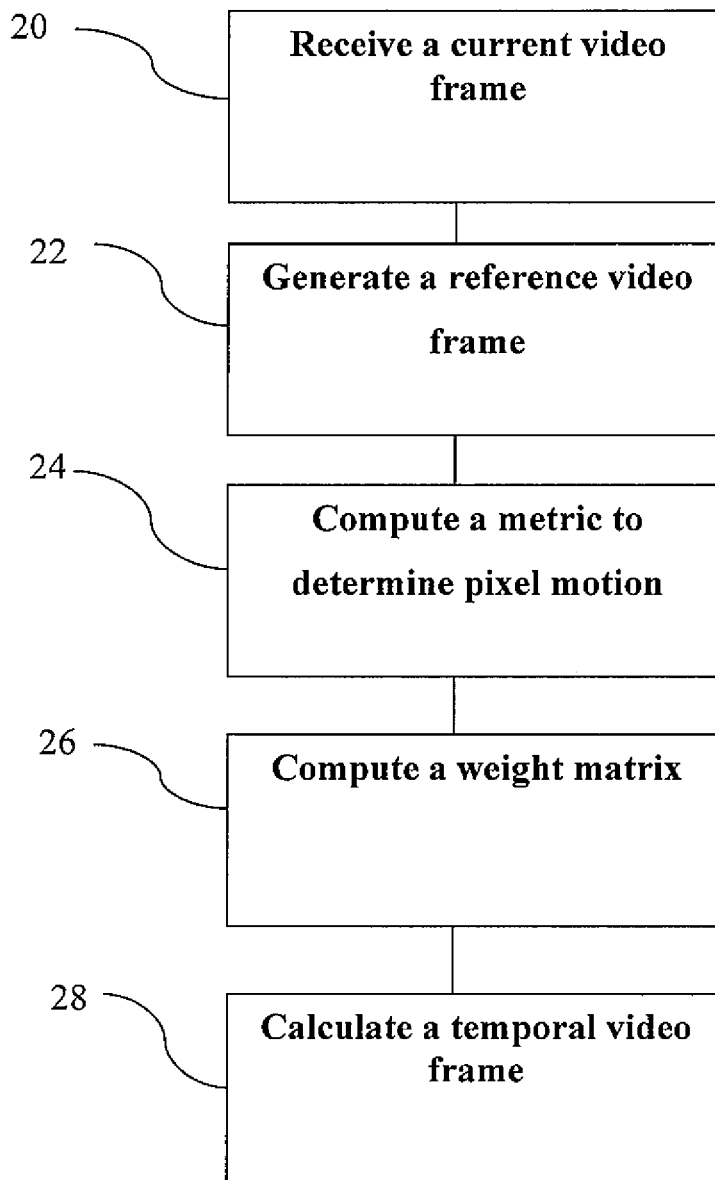 20
Receive a current video
frame
22
Generate a reference video
frame
24
Compute a metric to
determine pixel motion
26
Compute a weight matrix
28
Calculate a temporal video
frame